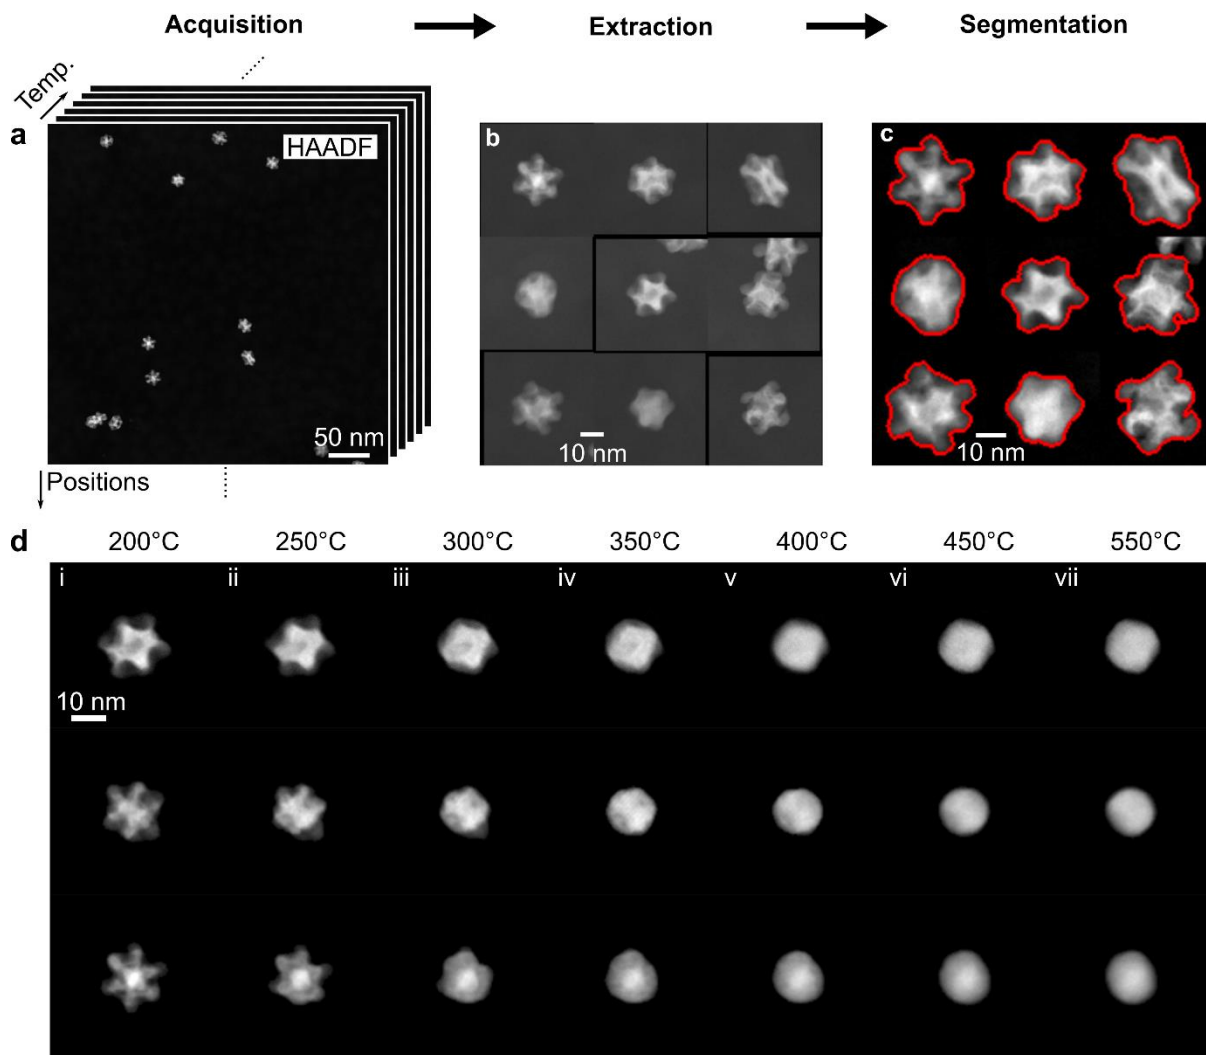 Acquisition
Extraction
Segmentation
Temp.
a
HAADF
50 nm
Positions
b
10 nm
c
10 nm
d
200°C
250°C
300°C
350°C
400°C
450°C
550°C
i
ii
iii
iv
v
vi
vii
10 nm